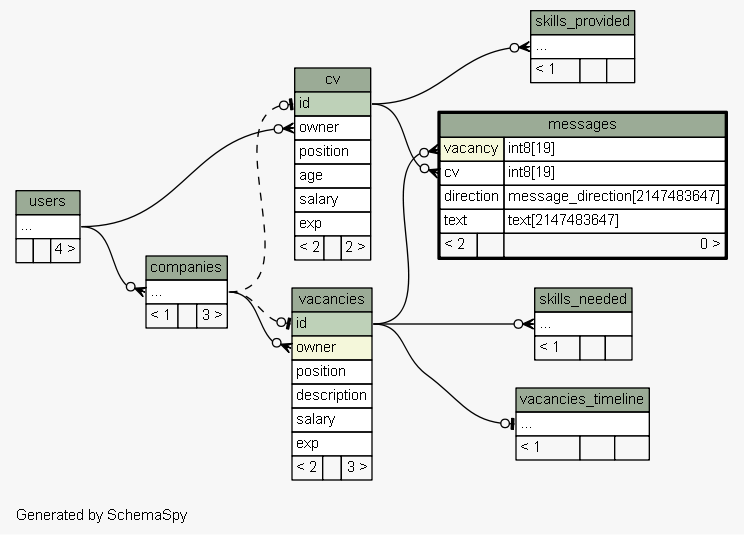 skills_provided
...
< 1
cv
id
owner
position
age
salary
exp
< 2 2 >
messages
vacancy int8[19]
cv int8[19]
direction message_direction[2147483647]
text text[2147483647]
< 2 0 >
users
...
4 >
companies
...
< 1 3 >
vacancies
id
owner
position
description
salary
exp
< 2 3 >
skills_needed
...
< 1
vacancies_timeline
...
< 1
Generated by SchemaSpy